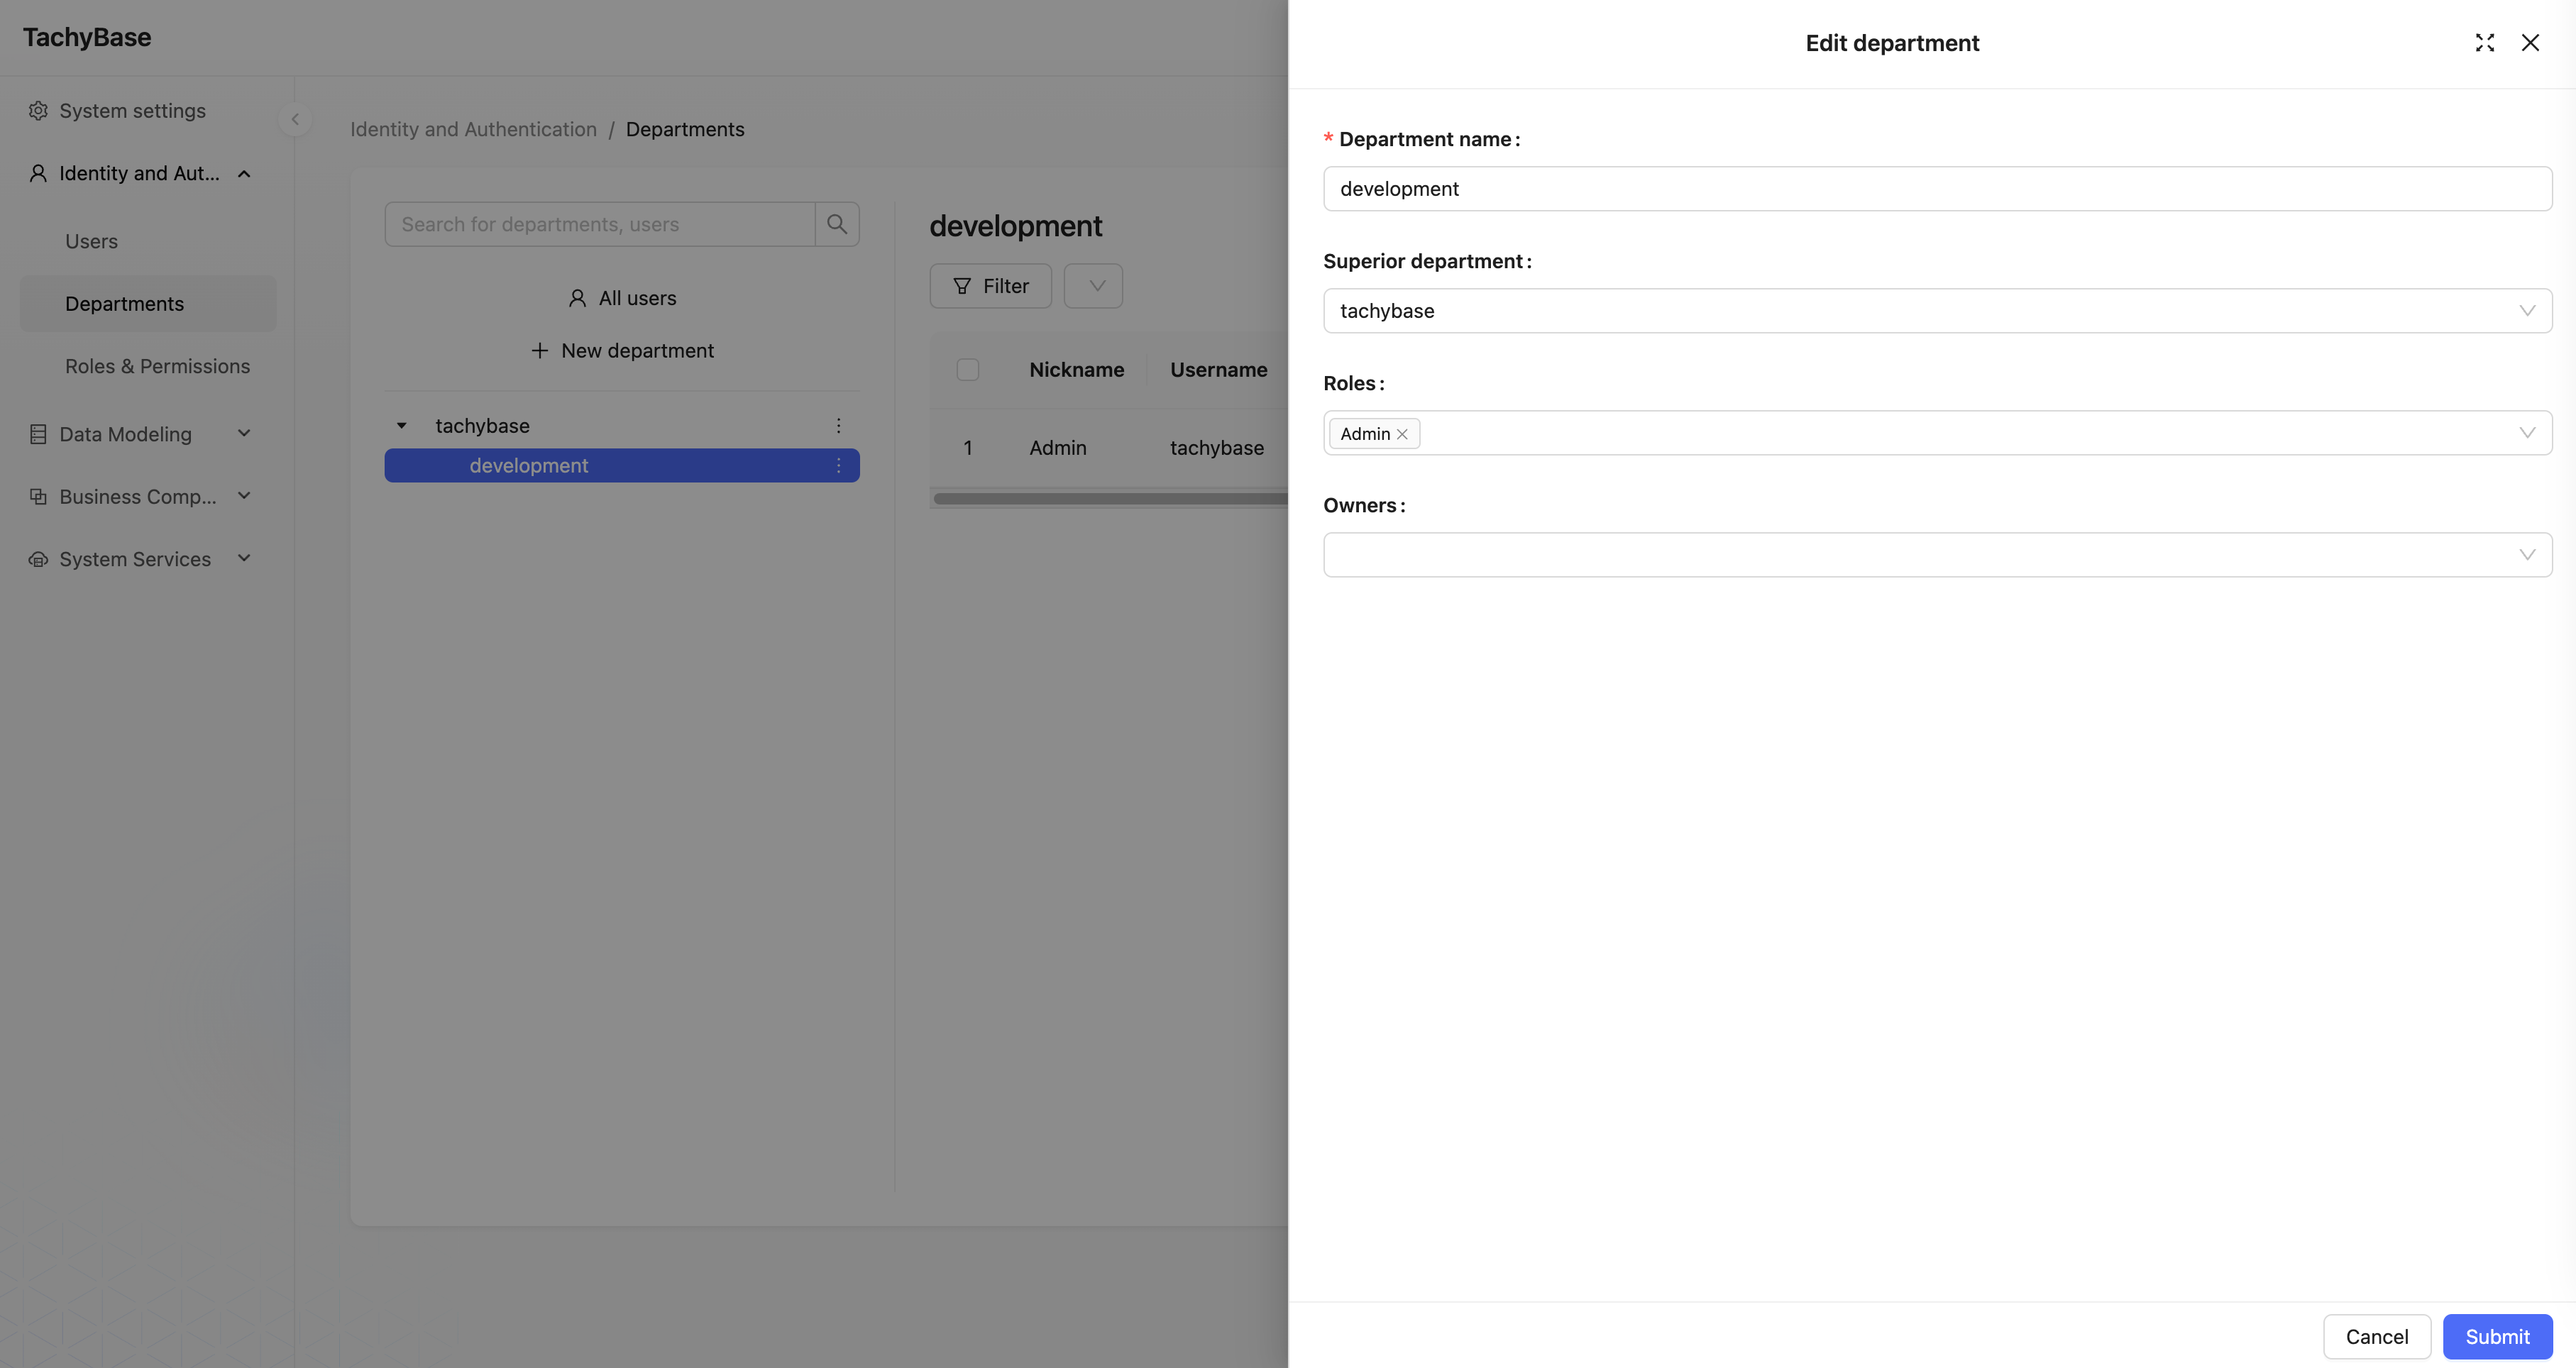 TachyBase
System settings
Identity and Aut...
Users
Departments
Roles & Permissions
Data Modeling
Business Comp...
System Services
Identity and Authentication / Departments
Search for departments, users
All users
New department
tachybase
development
development
Filter
Nickname Username
1 Admin tachybase
Edit department
* Department name:
development
Superior department:
tachybase
Roles:
Admin
Owners:
Cancel Submit